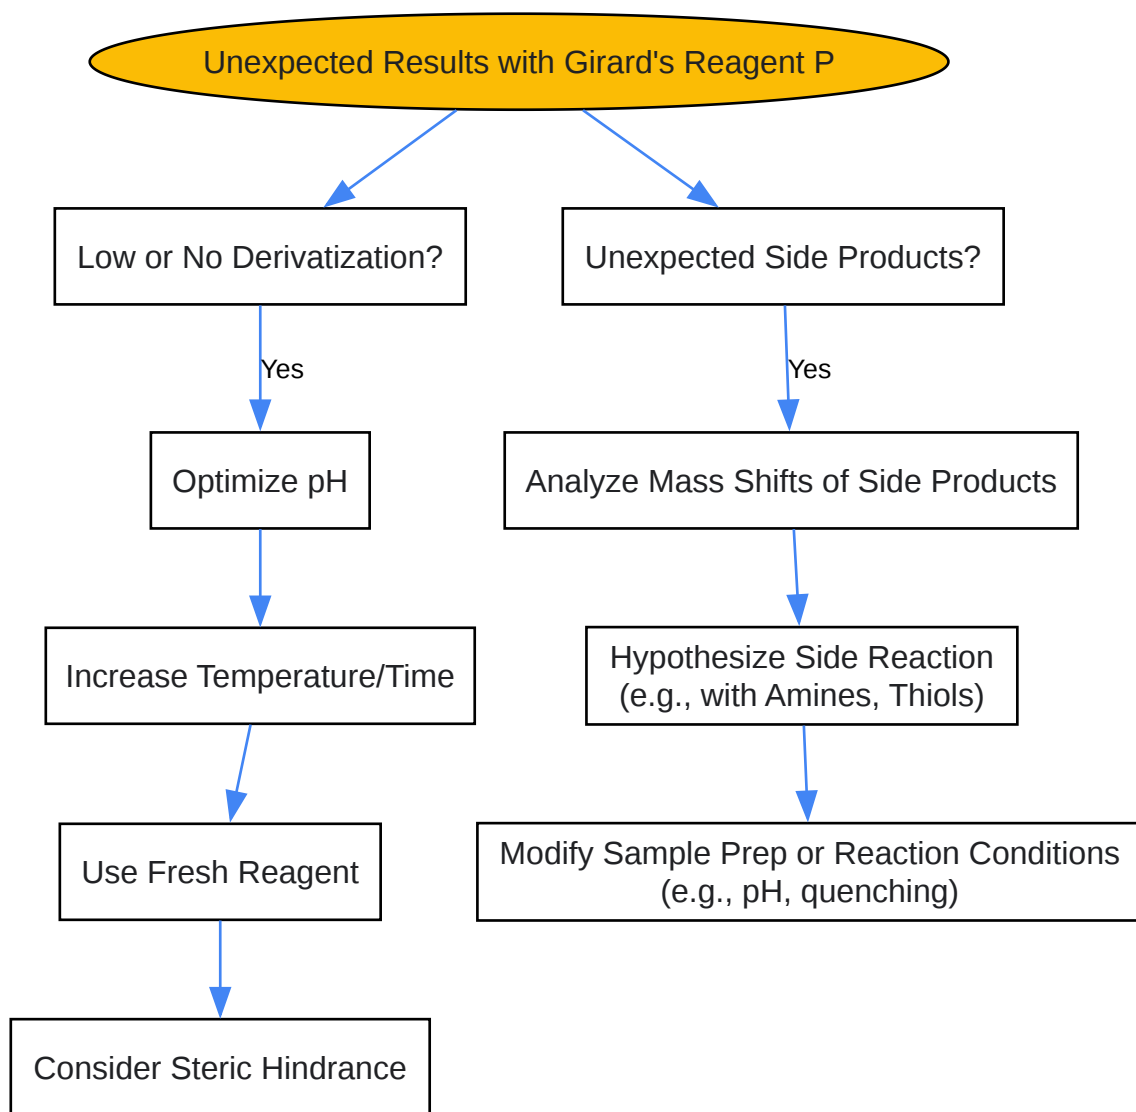 Unexpected Results with Girard's Reagent P
Low or No Derivatization?
Unexpected Side Products?
Yes
Yes
Optimize pH
Analyze Mass Shifts of Side Products
Increase Temperature/Time
Hypothesize Side Reaction
(e.g., with Amines, Thiols)
Use Fresh Reagent
Modify Sample Prep or Reaction Conditions
(e.g., pH, quenching)
Consider Steric Hindrance